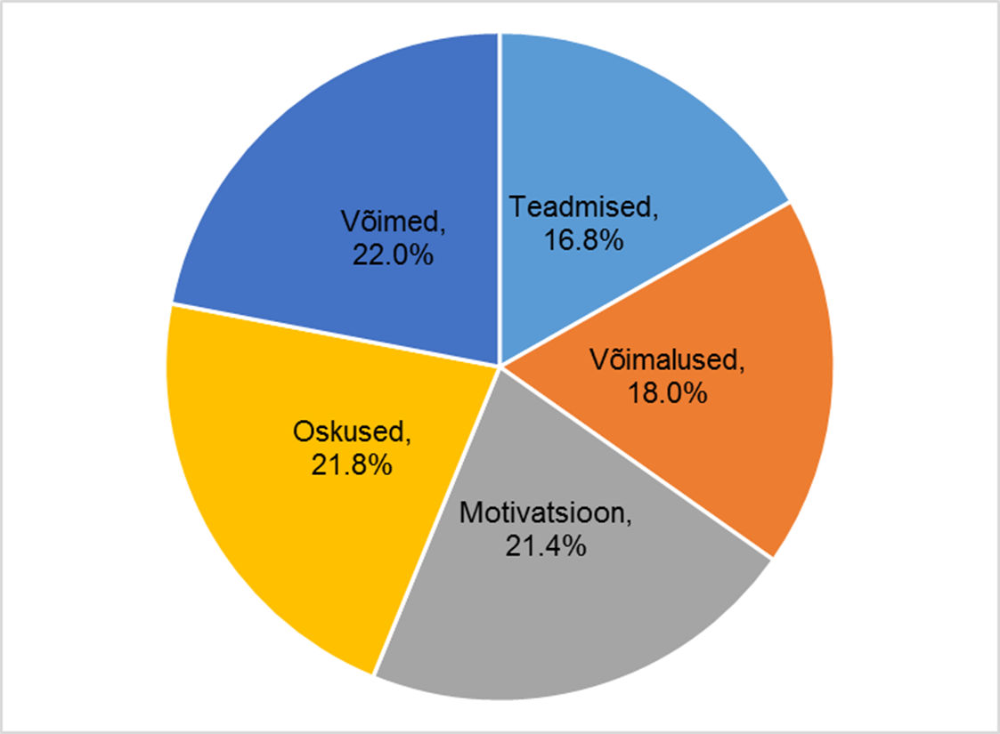 Teadmised,
16.8%
Võimalused,
18.0%
Motivatsioon,
21.4%
Oskused,
21.8%
Võimed,
22.0%